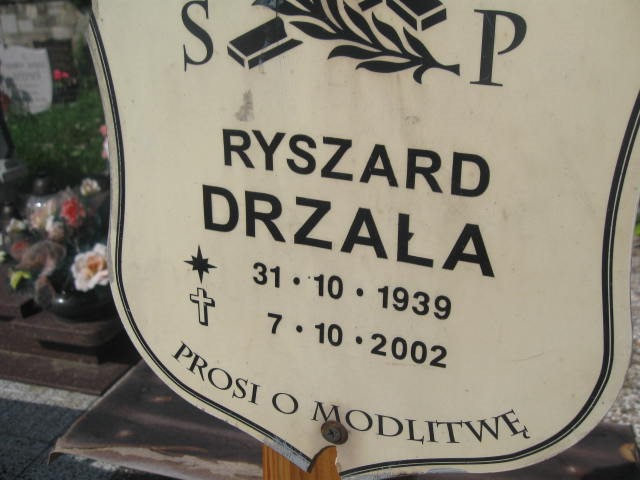 S P
RYSZARD
DRZAŁA
31 · 10 · 1939
7 · 10 · 2002
PROSI O MODLITWĘ